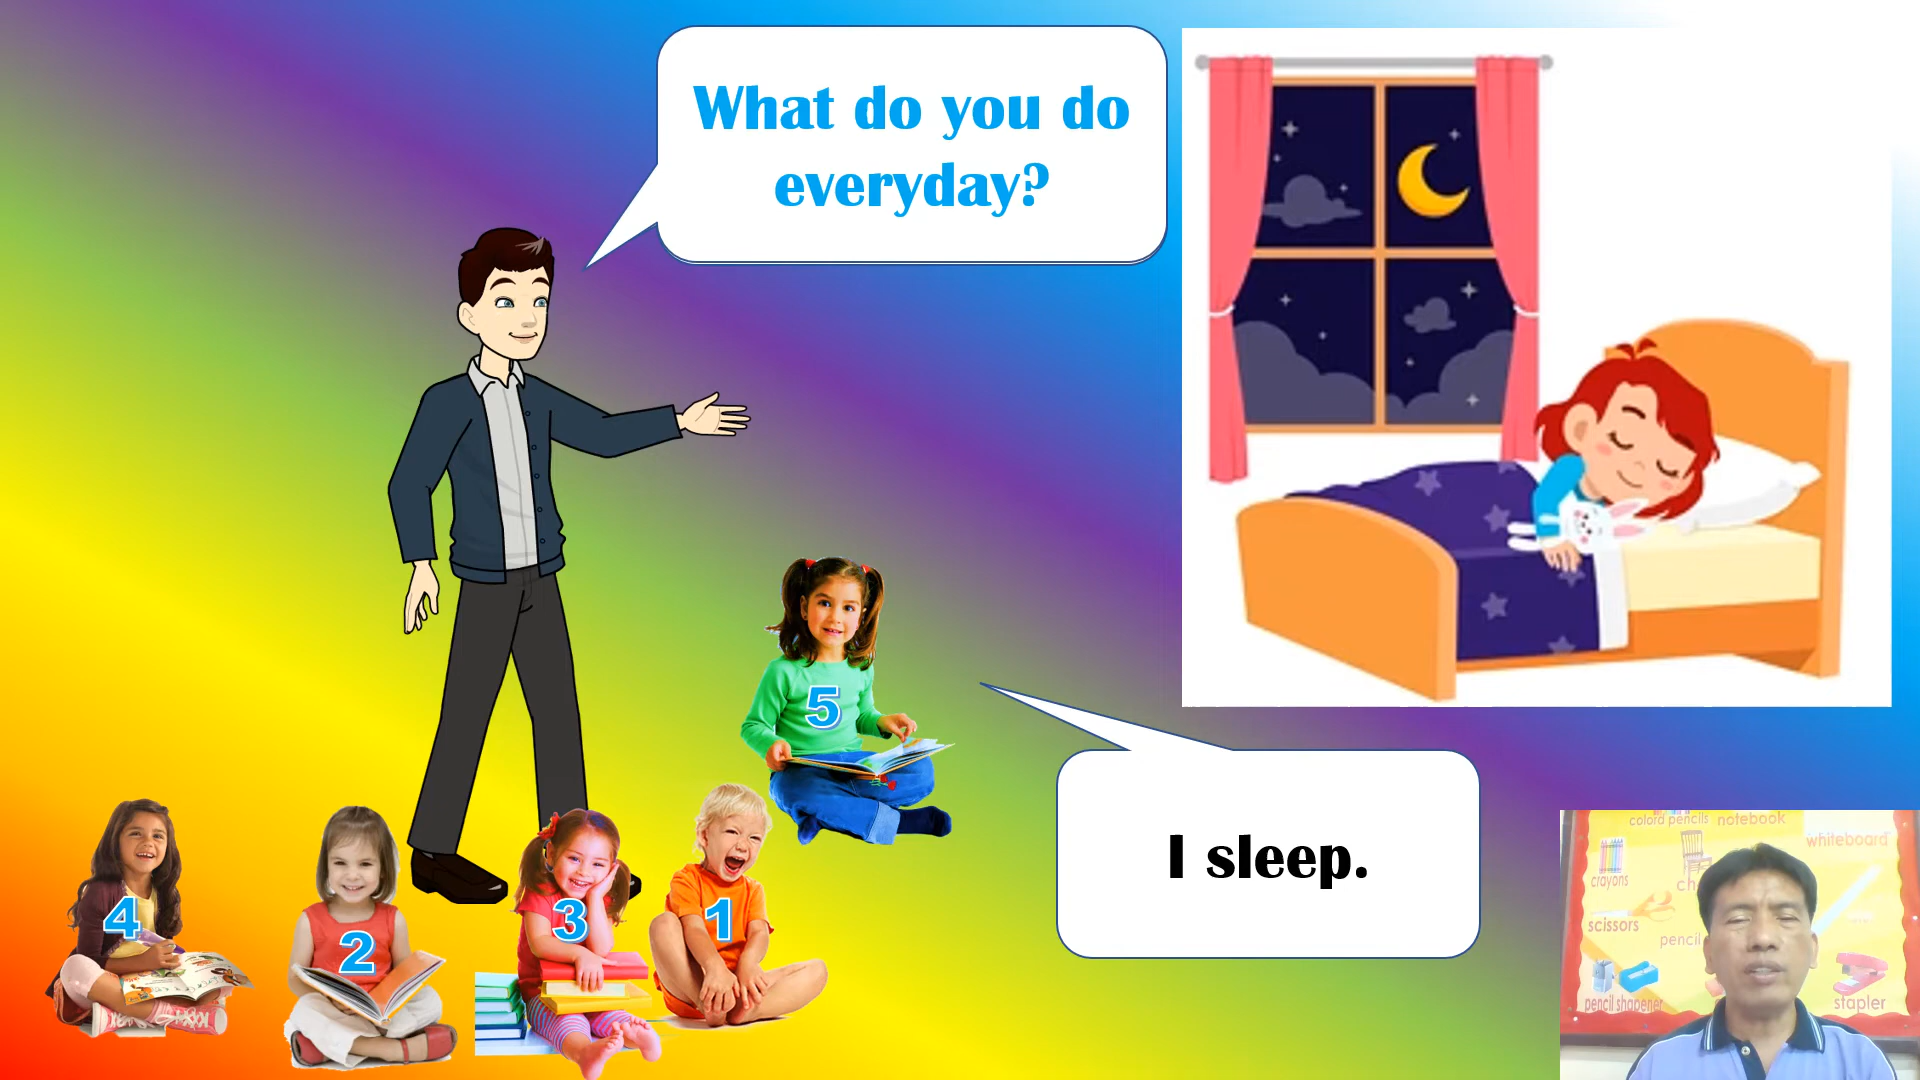 What do you do
everyday?
5
I sleep.
4
2
3
1
colord pencils
notebook
whiteboard
crayons
scissors
pencil
pencil shapener
stapler